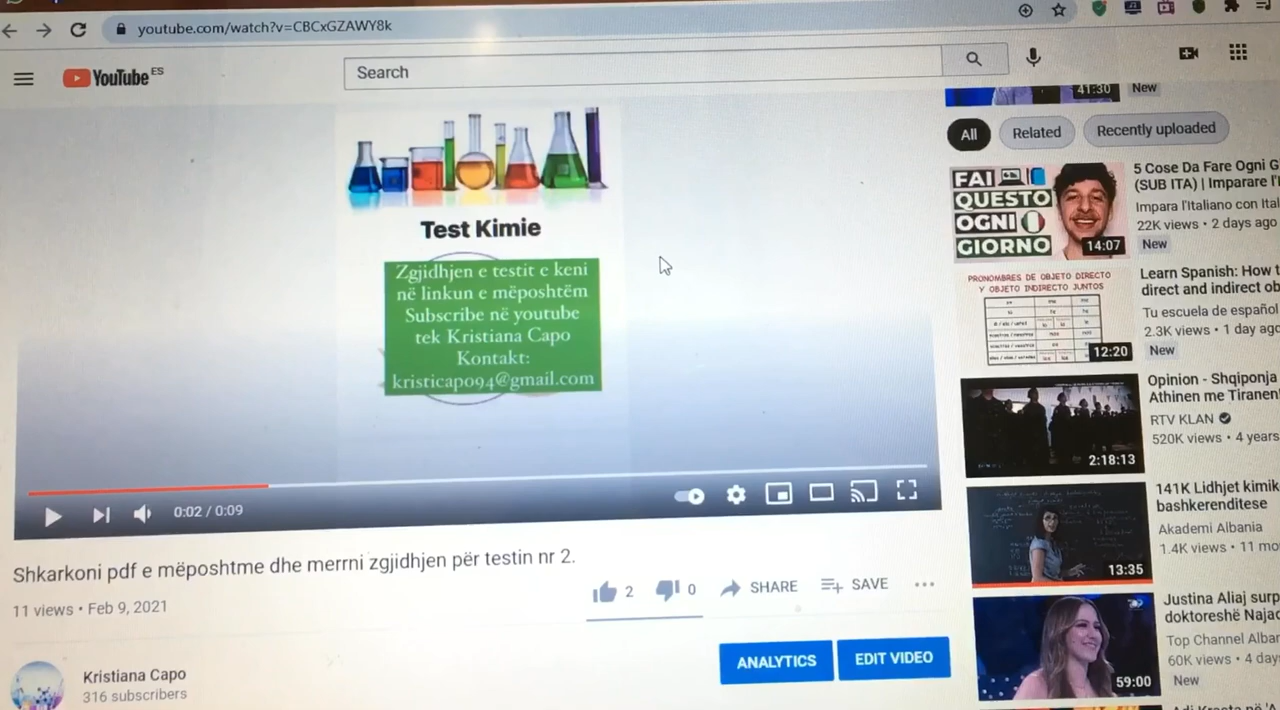 youtube.com/watch?v=CBCxGZAWY8k
YouTube ES
Search
41:30
New
All
Related
Recently uploaded
Test Kimie
Zgjidhjen e testit e keni
në linkun e mëposhtëm
Subscribe në youtube
tek Kristiana Capo
Kontakt:
kristicapo94@gmail.com
0:02 / 0:09
Shkarkoni pdf e mëposhtme dhe merrni zgjidhjen për testin nr 2.
11 views • Feb 9, 2021
2
0
SHARE
SAVE
Kristiana Capo
316 subscribers
ANALYTICS
EDIT VIDEO
FAI
QUESTO
OGNI
GIORNO
14:07
5 Cose Da Fare Ogni G
(SUB ITA) | Imparare l'I
Impara l'Italiano con Ital
22K views • 2 days ago
New
PRONOMBRES DE OBJETO DIRECTO
Y OBJETO INDIRECTO JUNTOS
12:20
Learn Spanish: How t
direct and indirect ob
Tu escuela de español
2.3K views • 1 day ago
New
2:18:13
Opinion - Shqiponja
Athinen me Tiranen
RTV KLAN
520K views • 4 years
13:35
141K Lidhjet kimik
bashkerenditese
Akademi Albania
1.4K views • 11 mo
59:00
Justina Aliaj surp
doktoreshë Najad
Top Channel Alban
60K views • 4 day
New